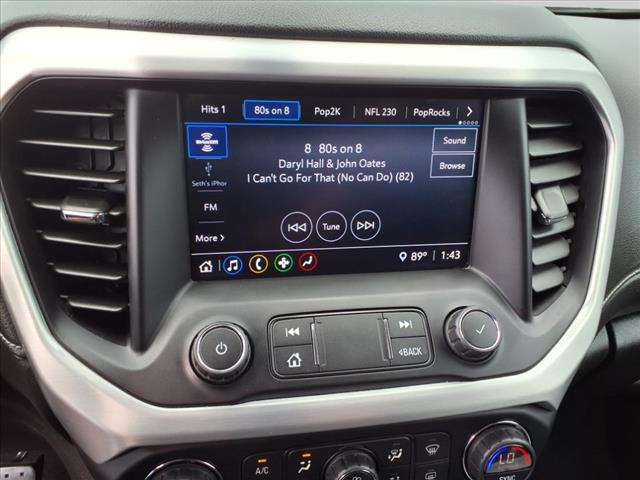 Hits 1 80s on 8 Pop2K NFL 230 PopRocks >
SiriusXM
8 80s on 8
Sound
Daryl Hall & John Oates
Browse
I Can't Go For That (No Can Do) (82)
Seth's iPhor
FM
Tune
More >
89° 1:43
BACK
A/C
LO
SYNC